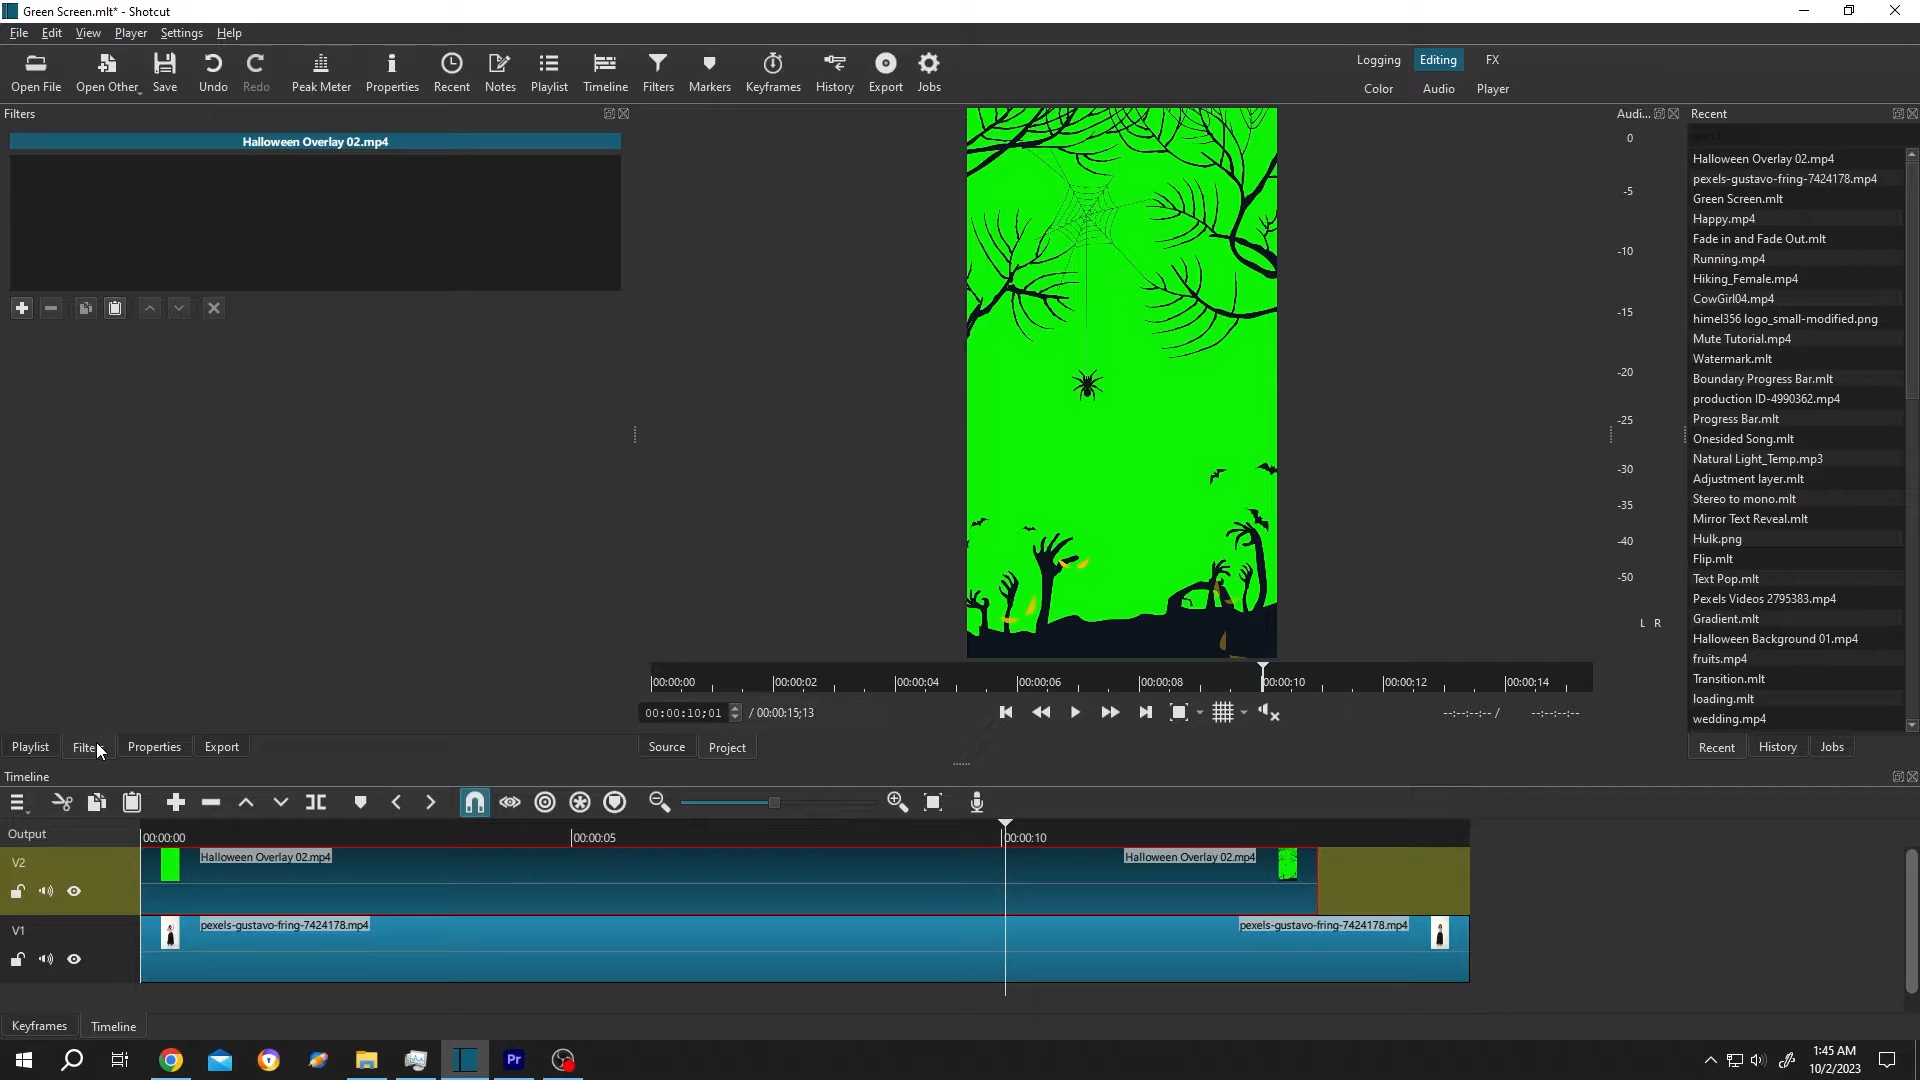 Green Screen.mlt* - Shotcut
File Edit View Player Settings Help
Open File Open Other Save Undo Redo Peak Meter Properties Recent Notes Playlist Timeline Filters Markers Keyframes History Export Jobs
Logging Editing FX
Color Audio Player
Filters
Halloween Overlay 02.mp4
Audi...
0
-5
-10
-15
-20
-25
-30
-35
-40
-50
L R
Recent
Halloween Overlay 02.mp4
pexels-gustavo-fring-7424178.mp4
Green Screen.mlt
Happy.mp4
Fade in and Fade Out.mlt
Running.mp4
Hiking_Female.mp4
CowGirl04.mp4
himel356 logo_small-modified.png
Mute Tutorial.mp4
Watermark.mlt
Boundary Progress Bar.mlt
production ID-4990362.mp4
Progress Bar.mlt
Onesided Song.mlt
Natural Light_Temp.mp3
Adjustment layer.mlt
Stereo to mono.mlt
Mirror Text Reveal.mlt
Hulk.png
Flip.mlt
Text Pop.mlt
Pexels Videos 2795383.mp4
Gradient.mlt
Halloween Background 01.mp4
fruits.mp4
Transition.mlt
loading.mlt
wedding.mp4
00:00:00 00:00:02 00:00:04 00:00:06 00:00:08 00:00:10 00:00:12 00:00:14
00:00:10;01 / 00:00:15;13
--:--:--:-- / --:--:--:--
Playlist Filters Properties Export
Source Project
Recent History Jobs
Timeline
Output
00:00:00 00:00:05 00:00:10
V2
Halloween Overlay 02.mp4 Halloween Overlay 02.mp4
V1
pexels-gustavo-fring-7424178.mp4 pexels-gustavo-fring-7424178.mp4
Keyframes Timeline
Pr
1:45 AM
10/2/2023